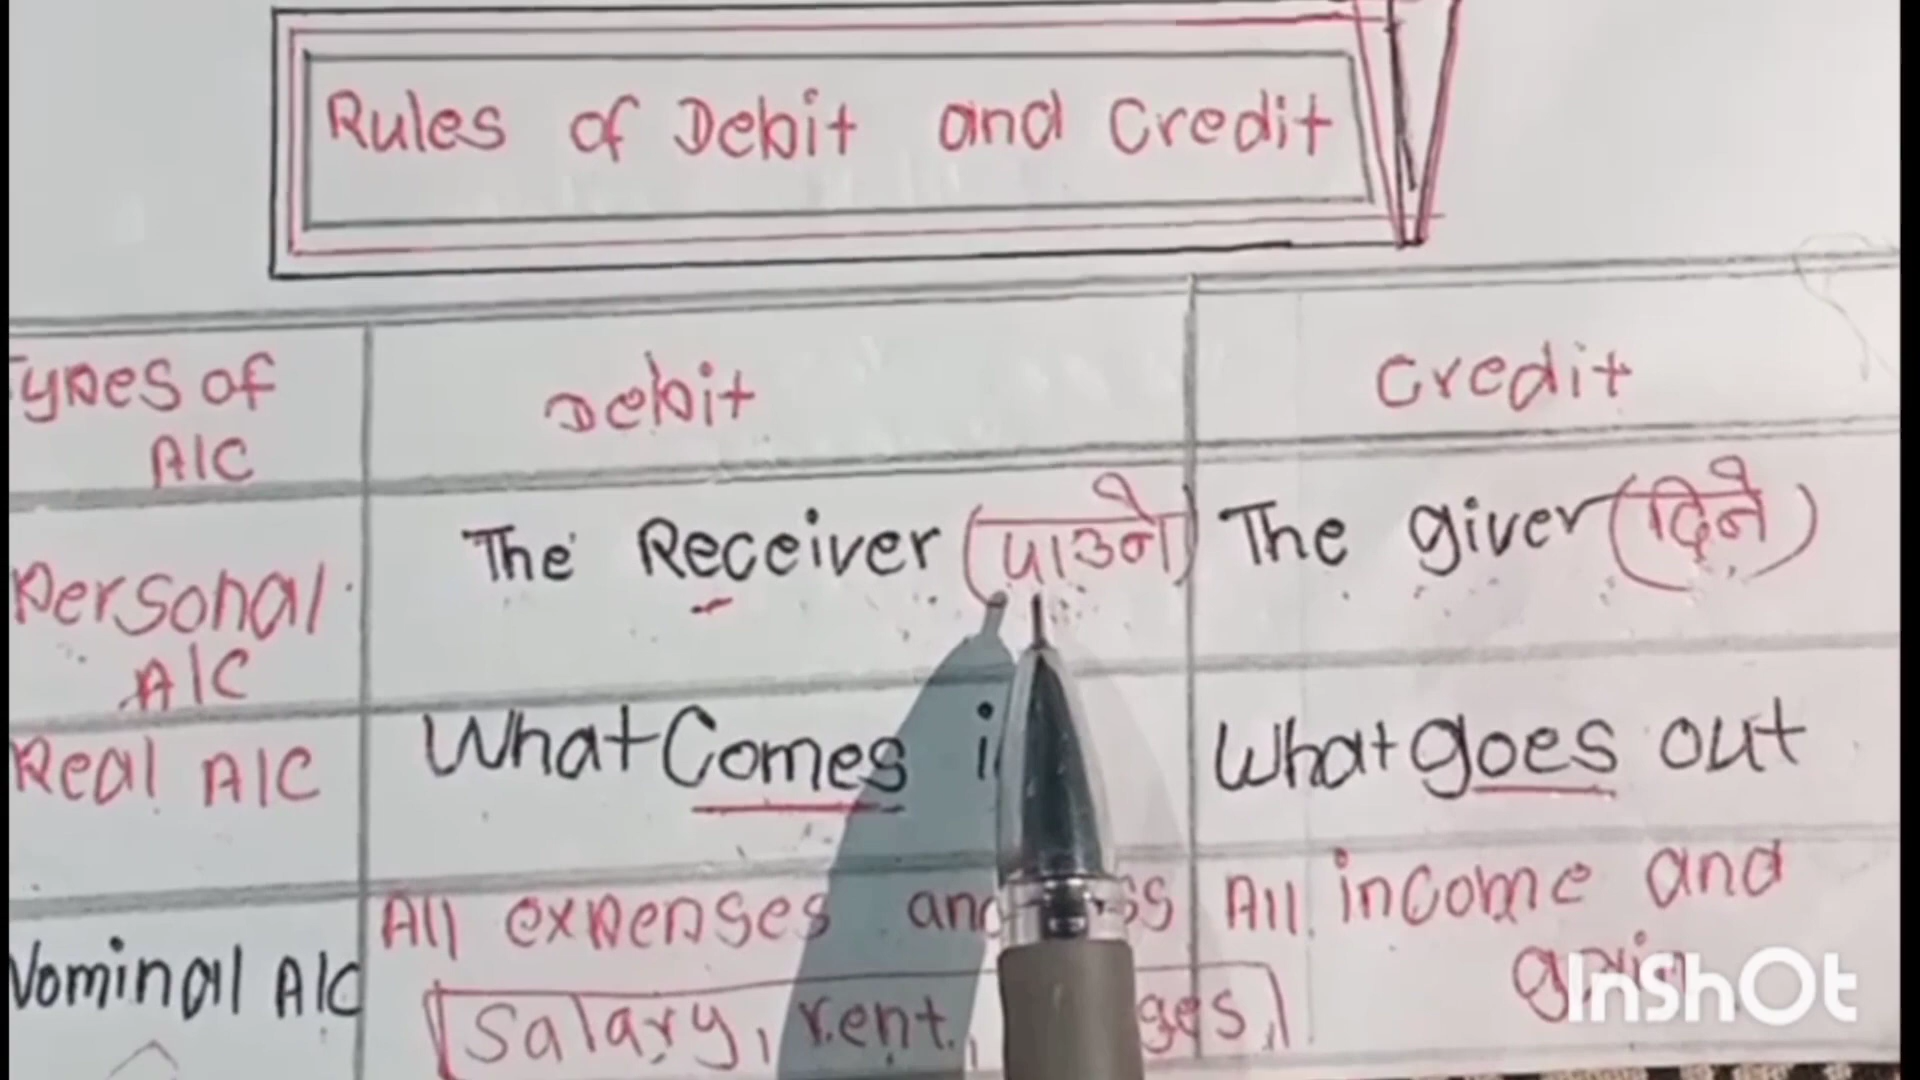 Rules of Debit and Credit
Types of A/C
Debit
Credit
Personal A/C
The Receiver (पाउने)
The giver (दिने)
Real A/C
What Comes
What goes out
Nominal A/C
All expenses
All income and gain
Salary, rent,
InShOt